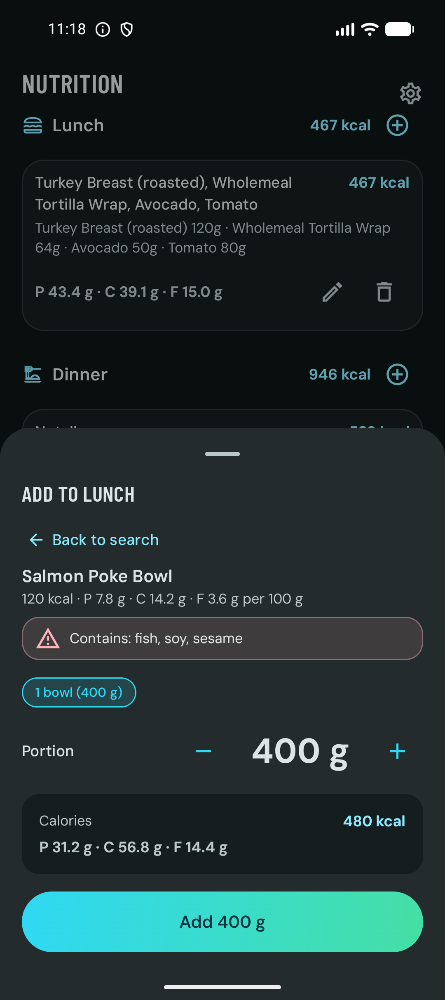 11:18
NUTRITION
Lunch
467 kcal
Turkey Breast (roasted), Wholemeal
Tortilla Wrap, Avocado, Tomato
467 kcal
Turkey Breast (roasted) 120g · Wholemeal Tortilla Wrap
64g · Avocado 50g · Tomato 80g
P 43.4 g · C 39.1 g · F 15.0 g
Dinner
946 kcal
ADD TO LUNCH
Back to search
Salmon Poke Bowl
120 kcal · P 7.8 g · C 14.2 g · F 3.6 g per 100 g
Contains: fish, soy, sesame
1 bowl (400 g)
Portion
400 g
Calories
480 kcal
P 31.2 g · C 56.8 g · F 14.4 g
Add 400 g